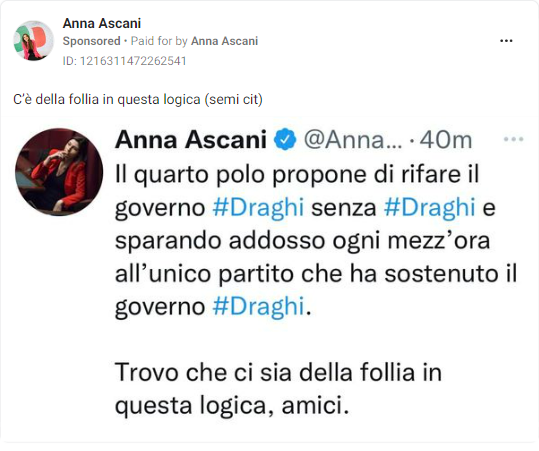 Anna Ascani
Sponsored • Paid for by Anna Ascani
ID: 1216311472262541
C'è della follia in questa logica (semi cit)
Anna Ascani @Anna... · 40m
Il quarto polo propone di rifare il
governo #Draghi senza #Draghi e
sparando addosso ogni mezz'ora
all'unico partito che ha sostenuto il
governo #Draghi.
Trovo che ci sia della follia in
questa logica, amici.